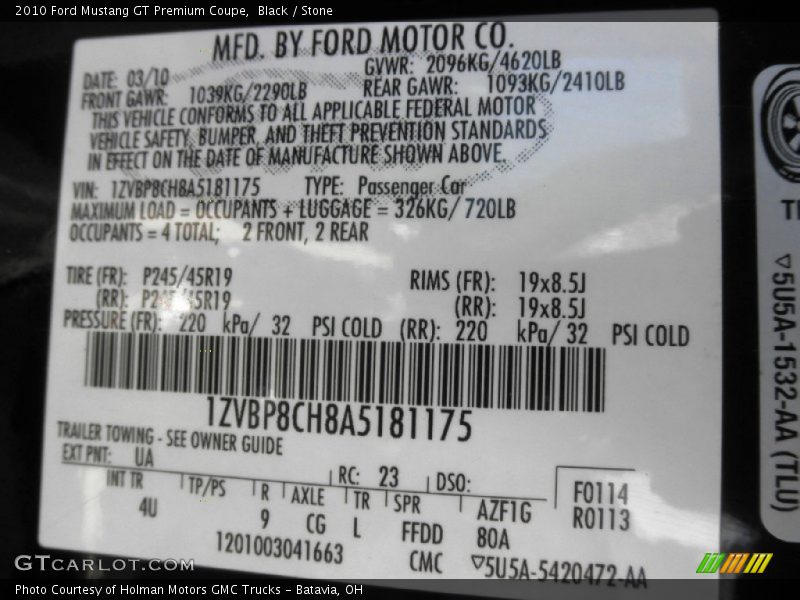 2010 Ford Mustang GT Premium Coupe,  Black / Stone
MFD. BY FORD MOTOR CO.
DATE: 03/10
GVWR: 2096KG/4620LB
FRONT GAWR: 1039KG/2290LB
REAR GAWR: 1093KG/2410LB
THIS VEHICLE CONFORMS TO ALL APPLICABLE FEDERAL MOTOR
VEHICLE SAFETY, BUMPER, AND THEFT PREVENTION STANDARDS
IN EFFECT ON THE DATE OF MANUFACTURE SHOWN ABOVE.
VIN: 1ZVBP8CH8A5181175 TYPE: Passenger Car
MAXIMUM LOAD = OCCUPANTS + LUGGAGE = 326KG/ 720LB
OCCUPANTS = 4 TOTAL; 2 FRONT, 2 REAR
TIRE (FR): P245/45R19 RIMS (FR): 19x8.5J
(RR): P245/45R19 (RR): 19x8.5J
PRESSURE (FR): 220 kPa/ 32 PSI COLD (RR): 220 kPa/ 32 PSI COLD
1ZVBP8CH8A5181175
TRAILER TOWING - SEE OWNER GUIDE
EXT PNT: UA RC: 23 DSO:
INT TR TP/PS R AXLE TR SPR AZF1G
4U 9 CG L FFDD 80A
F0114
R0113
1201003041663 CMC ▽5U5A-5420472-AA
▽5U5A-1532-AA (TLU)
GTCARLOT.COM
Photo Courtesy of Holman Motors GMC Trucks - Batavia, OH